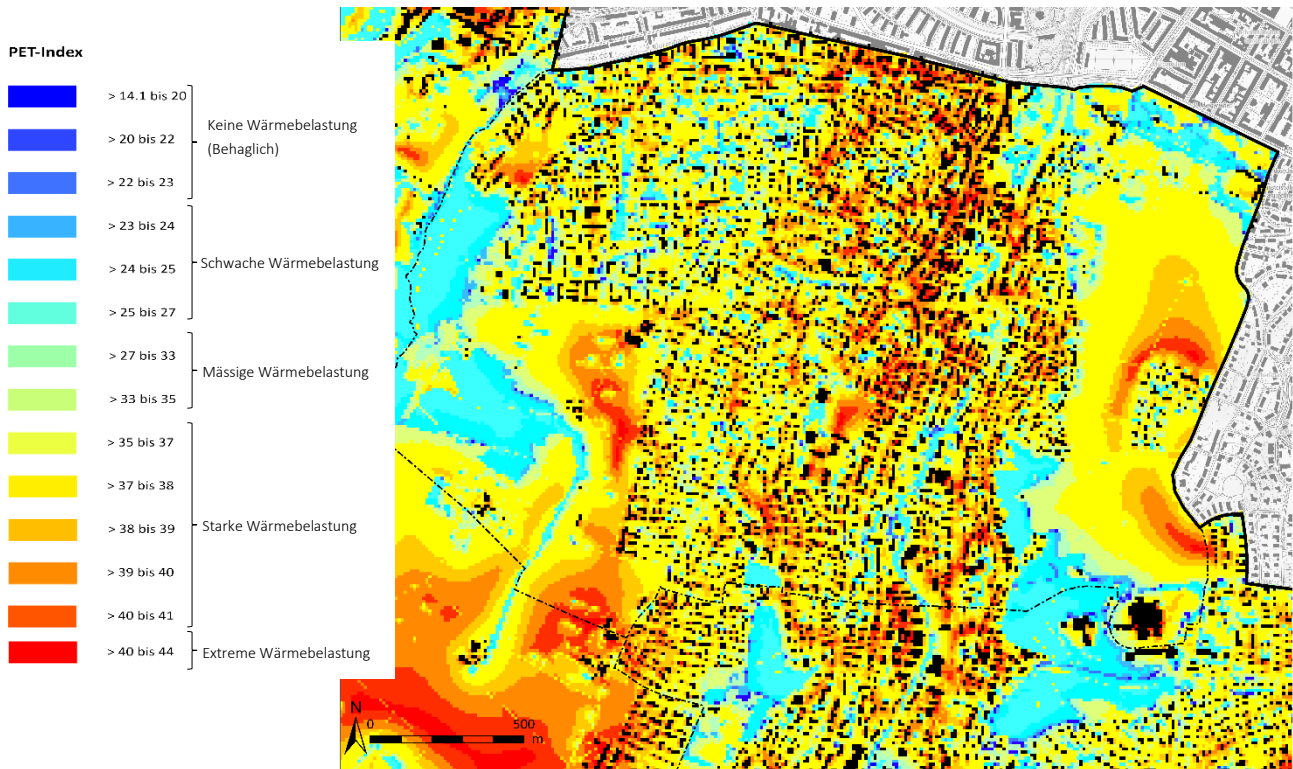 PET-Index
> 14.1 bis 20
> 20 bis 22
> 22 bis 23
Keine Wärmebelastung
(Behaglich)
> 23 bis 24
> 24 bis 25
> 25 bis 27
Schwache Wärmebelastung
> 27 bis 33
> 33 bis 35
Mässige Wärmebelastung
> 35 bis 37
> 37 bis 38
> 38 bis 39
> 39 bis 40
> 40 bis 41
Starke Wärmebelastung
> 40 bis 44
Extreme Wärmebelastung
N
0 500
m